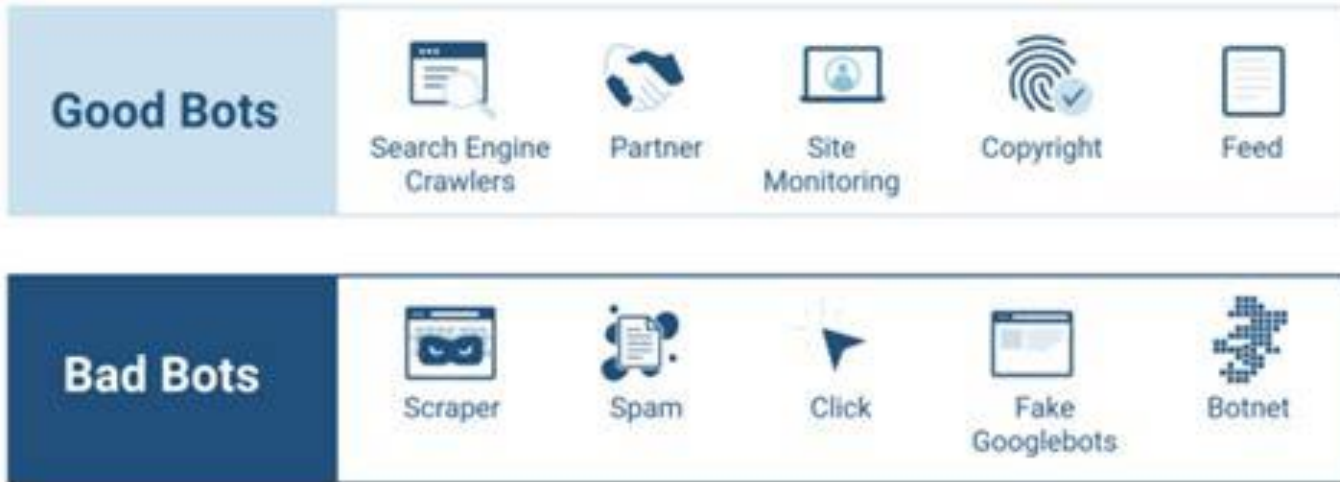 Good Bots
Search Engine
Crawlers
Partner
Site
Monitoring
Copyright
Feed
Bad Bots
Scraper
Spam
Click
Fake
Googlebots
Botnet